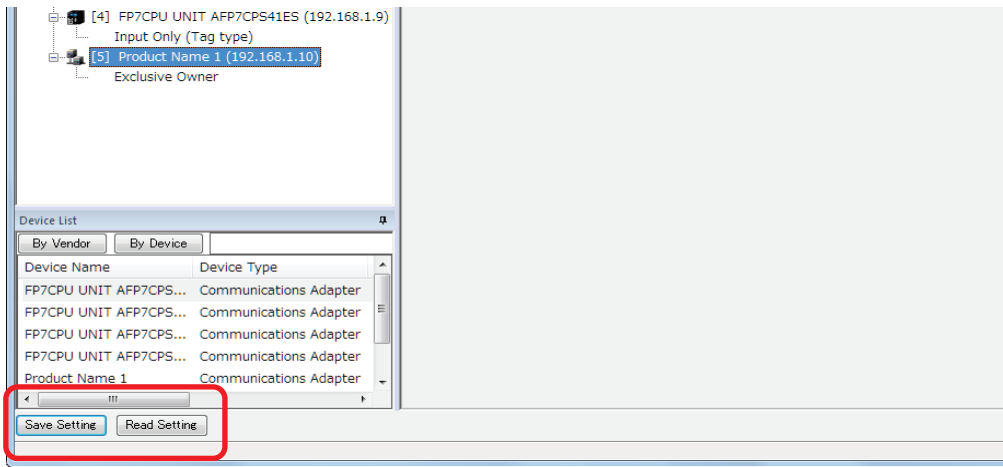 [4] FP7CPU UNIT AFP7CPS41ES (192.168.1.9)
Input Only (Tag type)
[5] Product Name 1 (192.168.1.10)
Exclusive Owner
Device List
By Vendor By Device
Device Name Device Type
FP7CPU UNIT AFP7CPS... Communications Adapter
FP7CPU UNIT AFP7CPS... Communications Adapter
FP7CPU UNIT AFP7CPS... Communications Adapter
FP7CPU UNIT AFP7CPS... Communications Adapter
Product Name 1 Communications Adapter
Save Setting Read Setting